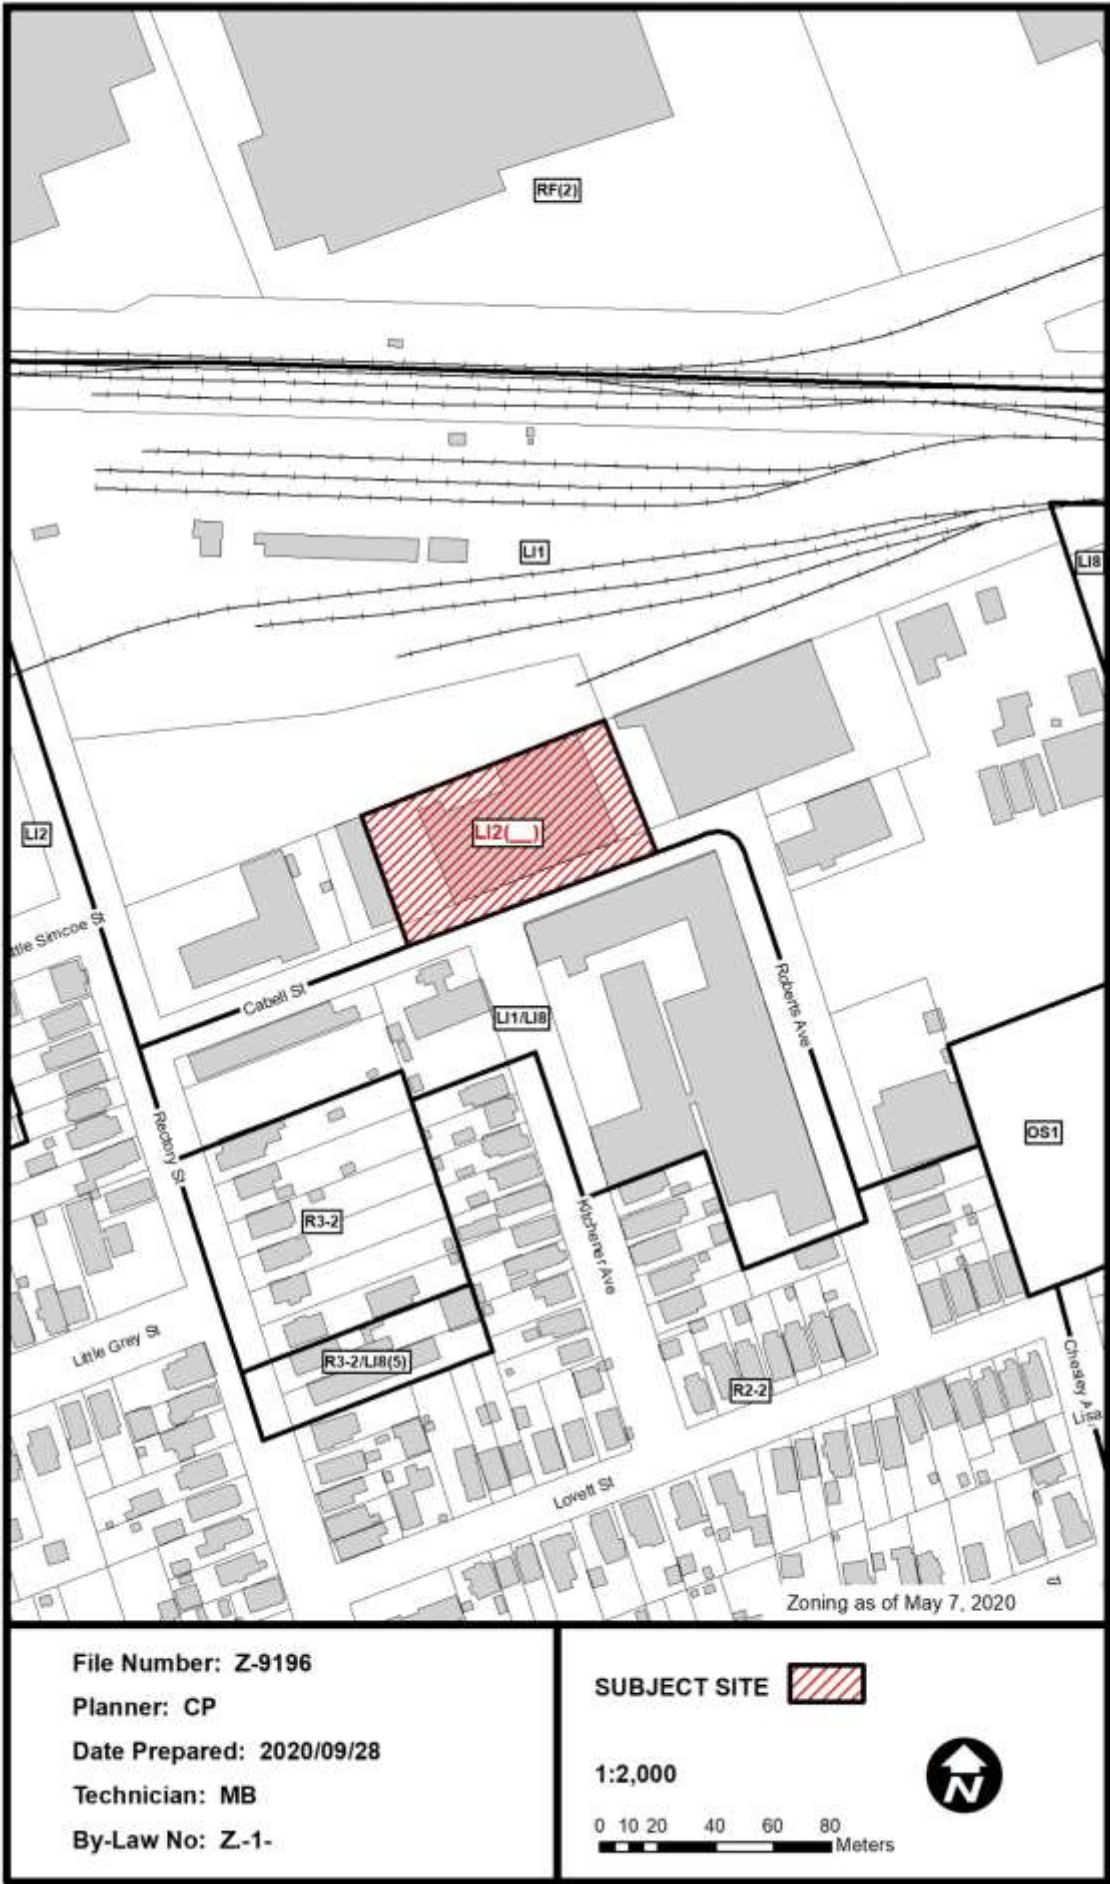 RF(2)
LI1
LI8
LI2
LI2(__)
ttle Simcoe St
Cabell St
LI1/LI8
Roberts Ave
Rectory St
OS1
R3-2
Kitchener Ave
Little Grey St
R3-2/LI8(5)
R2-2
Chesley A
Lovett St
Zoning as of May 7, 2020
File Number: Z-9196
Planner: CP
Date Prepared: 2020/09/28
Technician: MB
By-Law No: Z.-1-
SUBJECT SITE
1:2,000
N
0 10 20 40 60 80
Meters